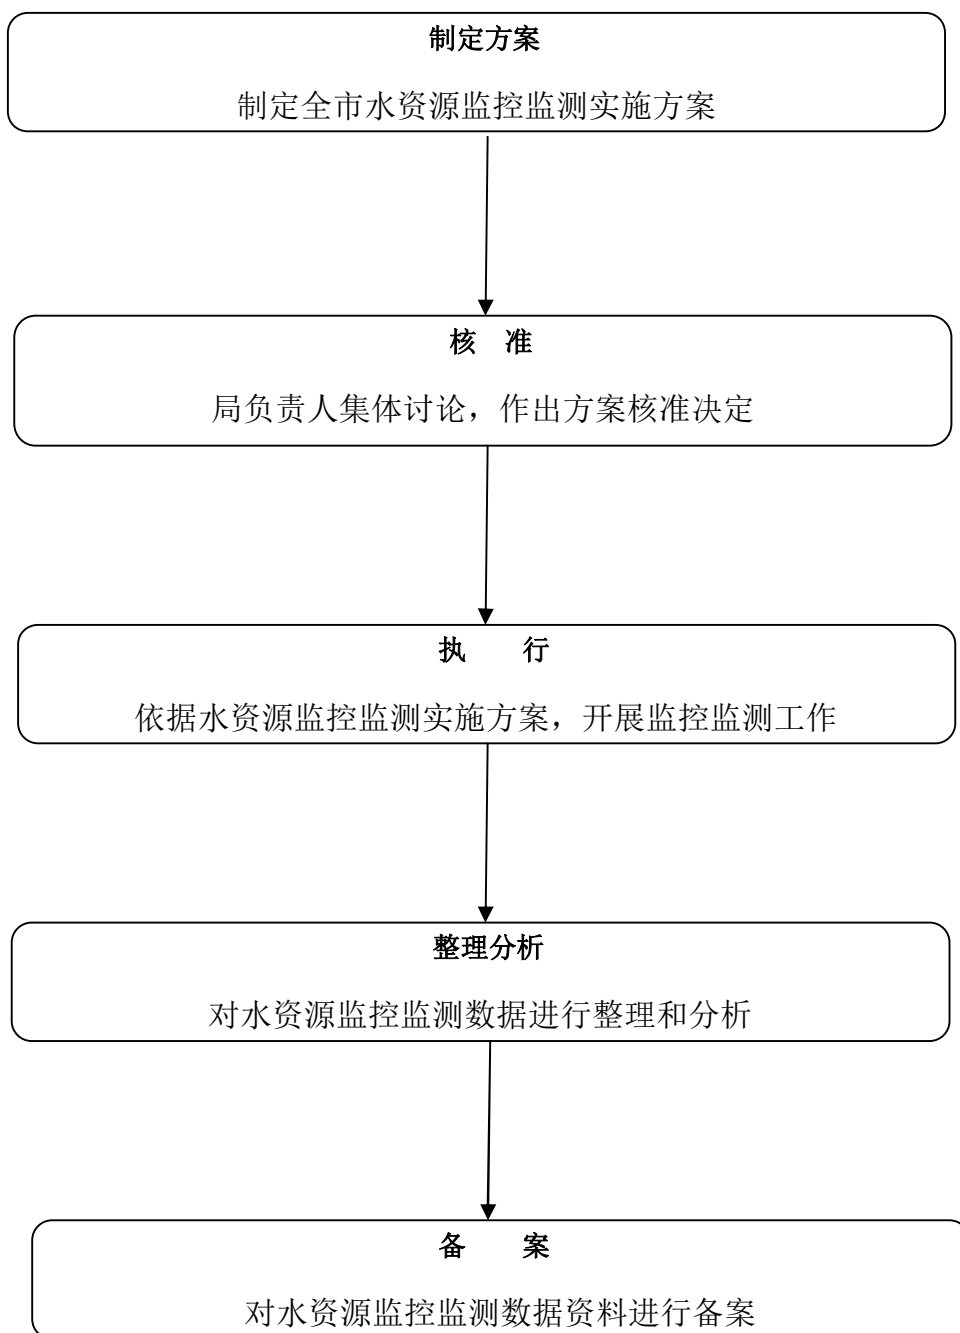 制定方案
制定全市水资源监控监测实施方案
核 准
局负责人集体讨论，作出方案核准决定
执 行
依据水资源监控监测实施方案，开展监控监测工作
整理分析
对水资源监控监测数据进行整理和分析
备 案
对水资源监控监测数据资料进行备案